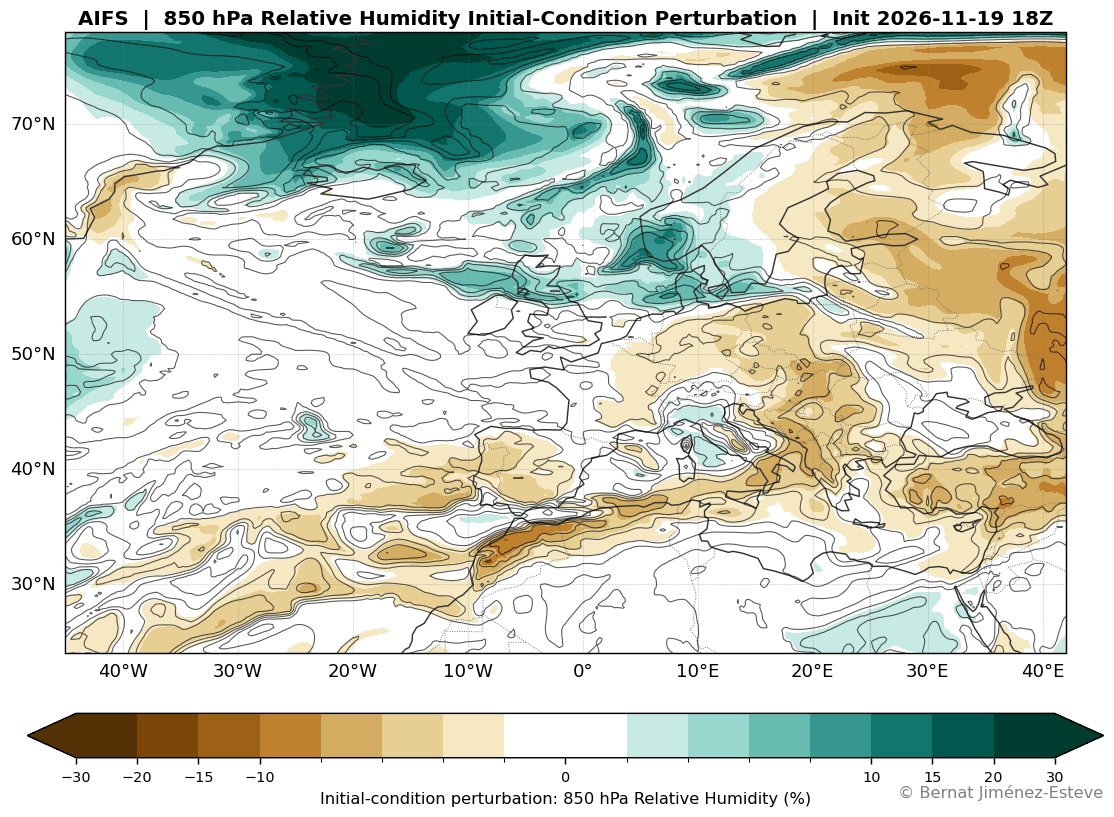 AIFS | 850 hPa Relative Humidity Initial-Condition Perturbation | Init 2026-11-19 18Z
70°N
60°N
50°N
40°N
30°N
40°W 30°W 20°W 10°W 0° 10°E 20°E 30°E 40°E
−30 −20 −15 −10 0 10 15 20 30
Initial-condition perturbation: 850 hPa Relative Humidity (%)
© Bernat Jiménez-Esteve